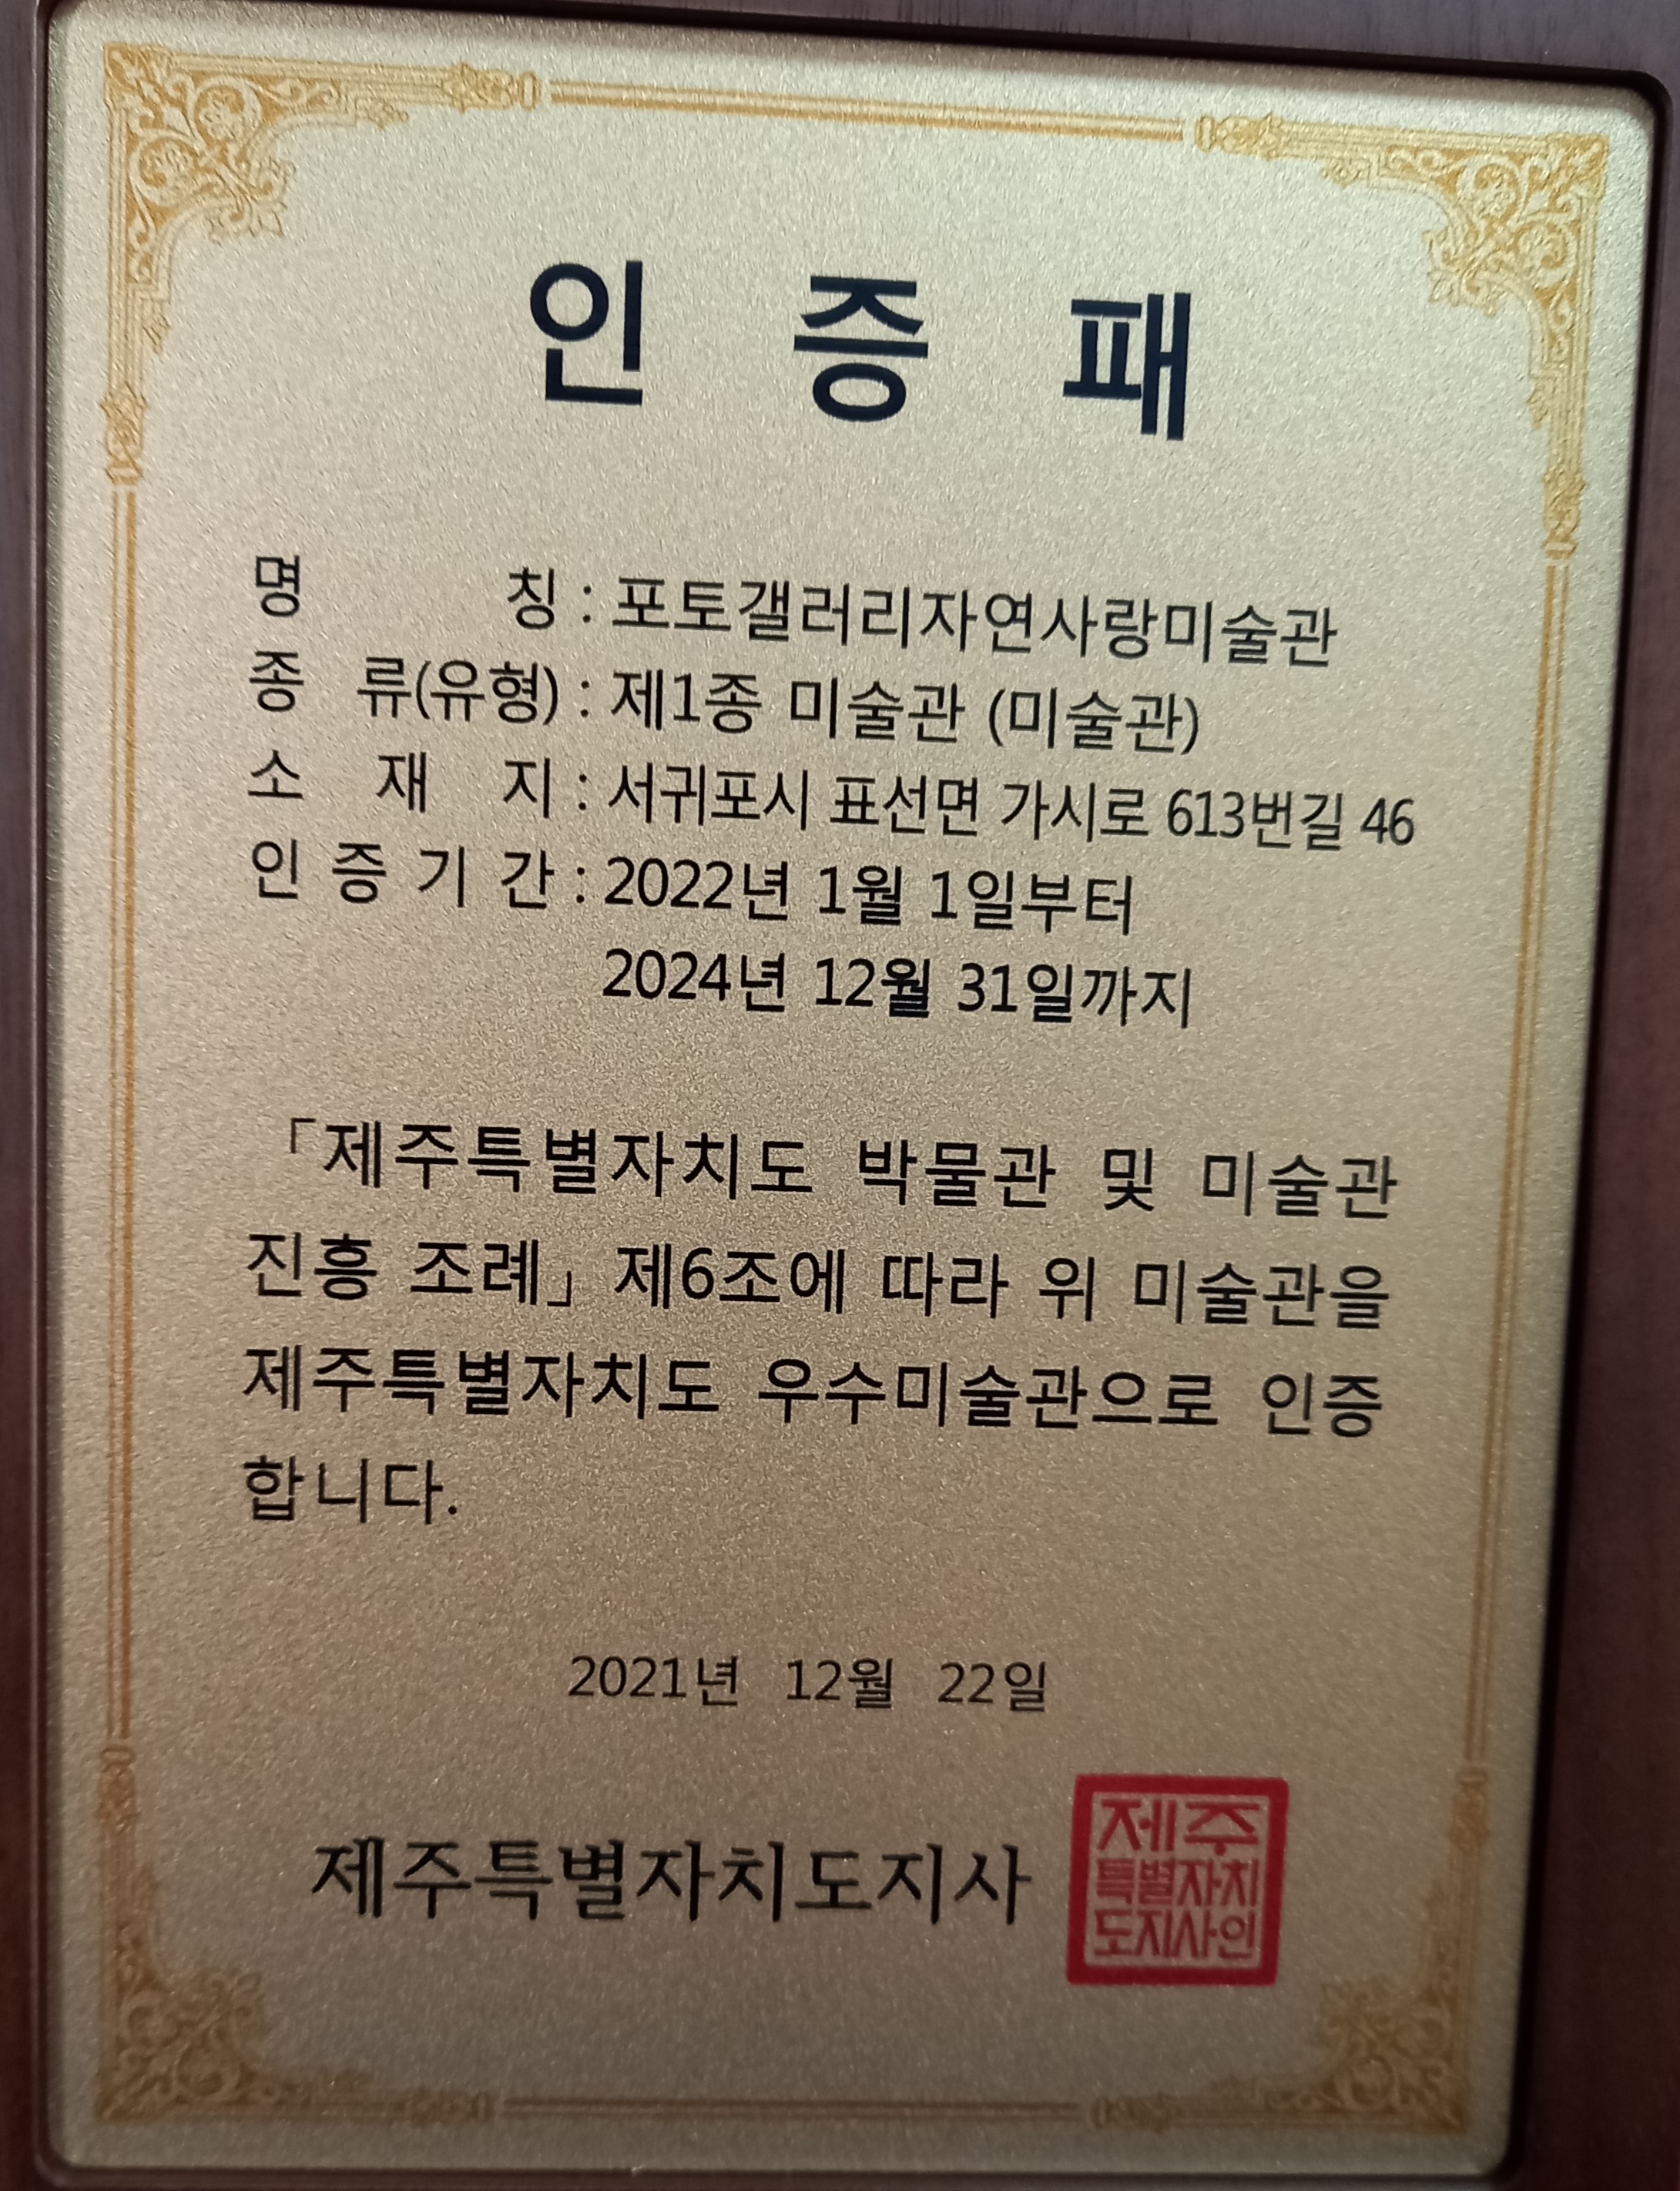 인 증 패
명 칭 : 포토갤러리자연사랑미술관
종 류(유형) : 제1종 미술관 (미술관)
소 재 지 : 서귀포시 표선면 가시로 613번길 46
인 증 기 간 : 2022년 1월 1일부터
2024년 12월 31일까지
「제주특별자치도 박물관 및 미술관
진흥 조례」 제6조에 따라 위 미술관을
제주특별자치도 우수미술관으로 인증
합니다.
2021년 12월 22일
제주특별자치도지사
제주
특별자치
도지사인